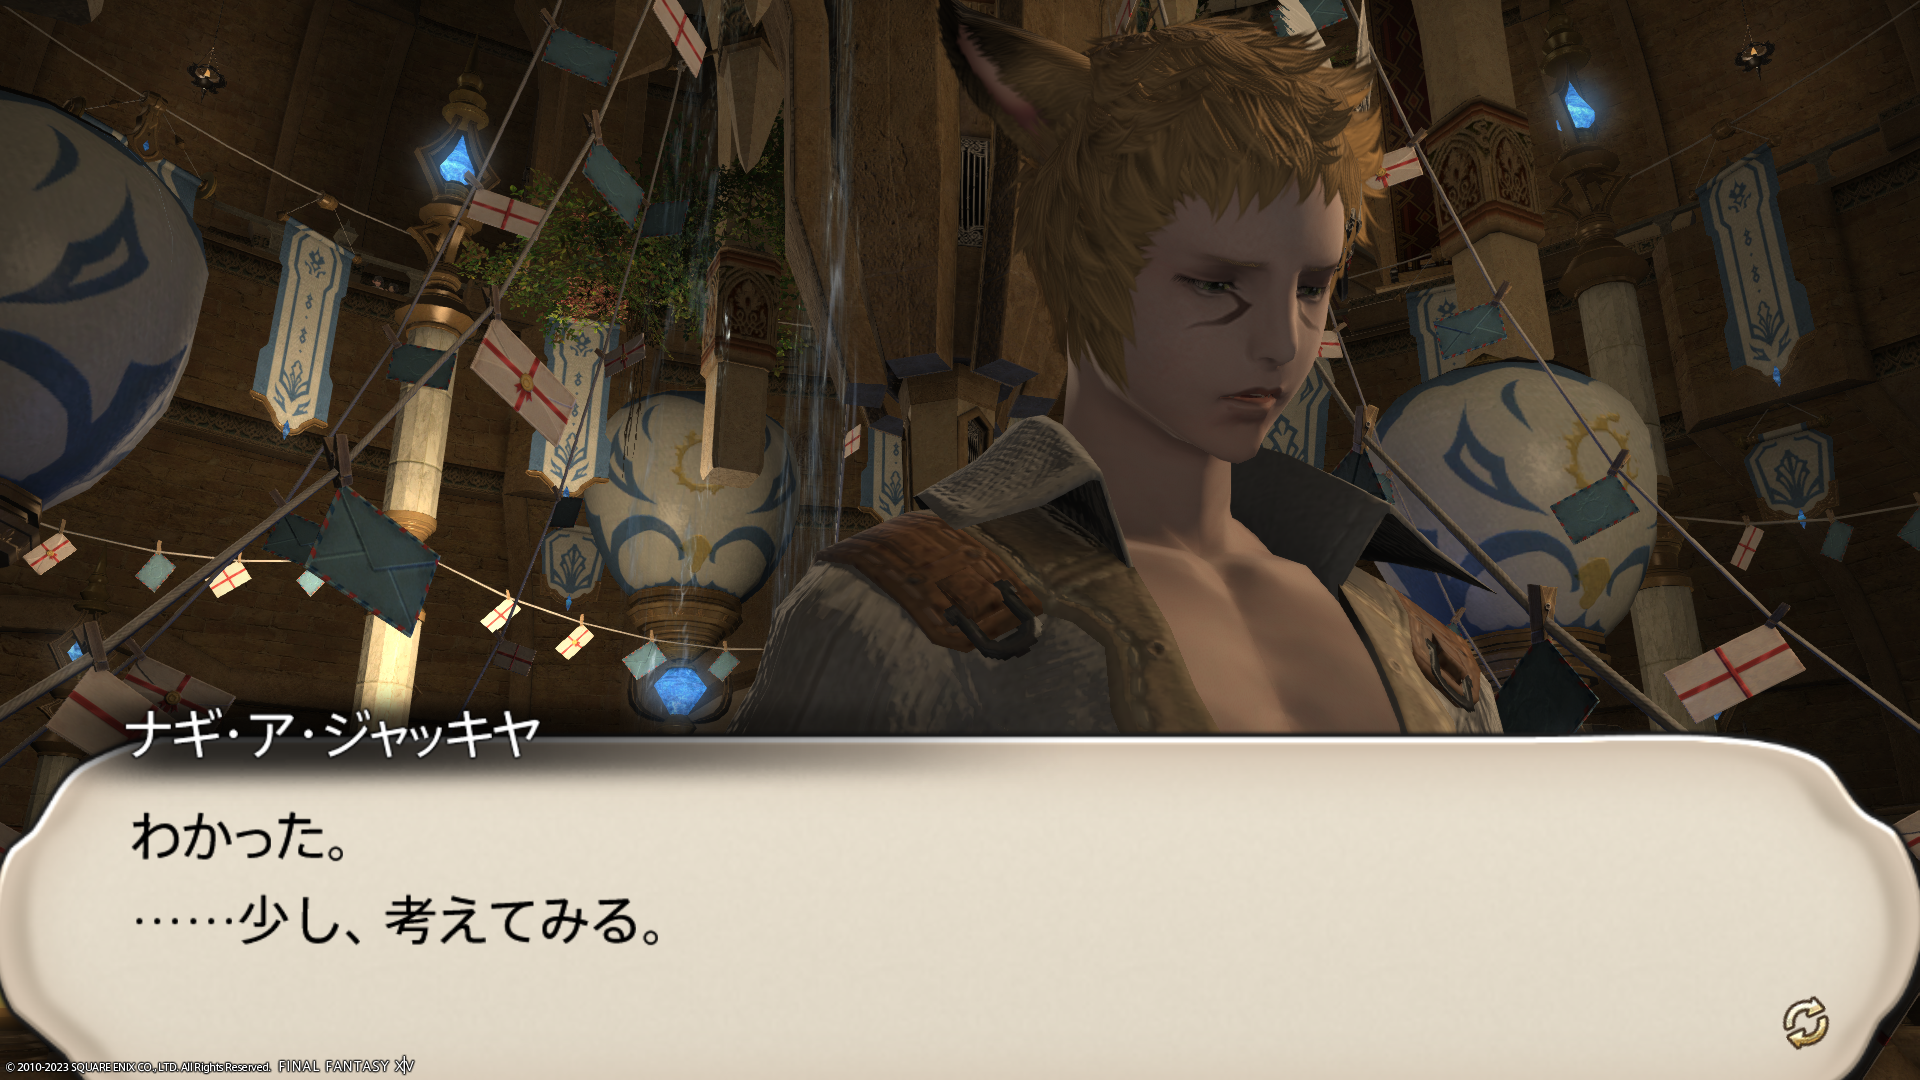 ナギ・ア・ジャッキヤ
わかった。
……少し、考えてみる。
© 2010-2023 SQUARE ENIX CO., LTD. All Rights Reserved. FINAL FANTASY XIV